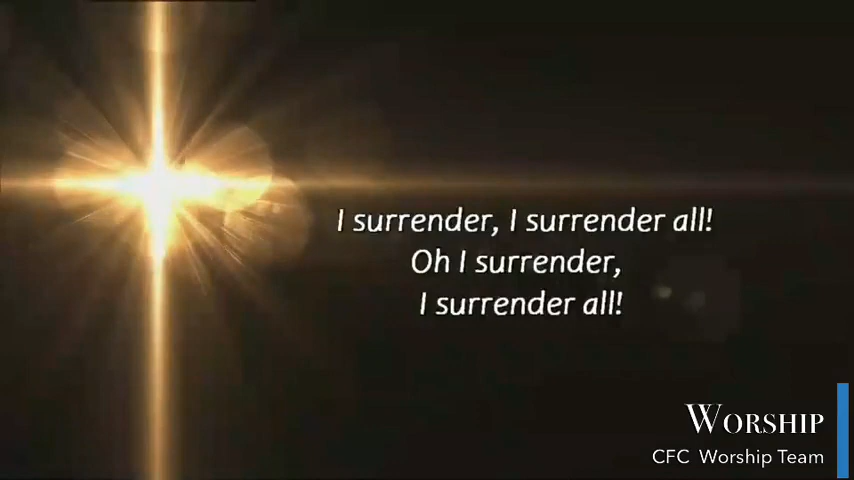 I surrender, I surrender all!
Oh I surrender,
I surrender all!
WORSHIP
CFC Worship Team